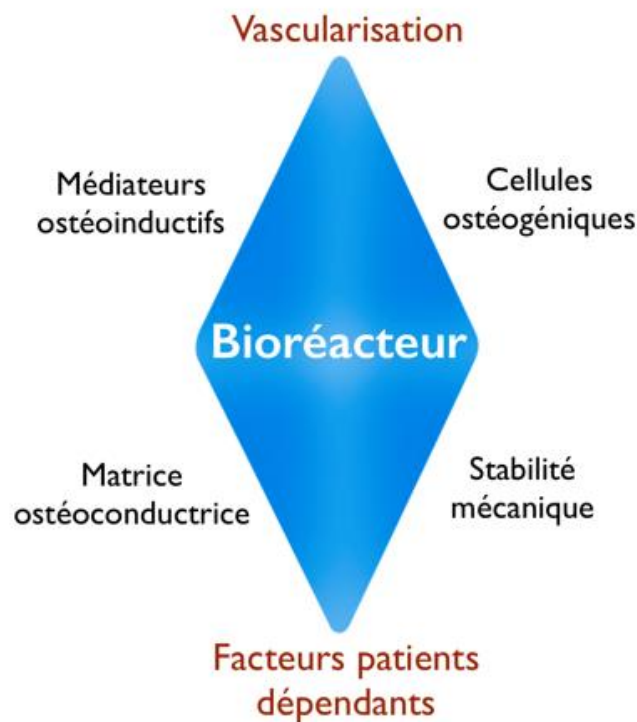 Vascularisation
Médiateurs
ostéoinductifs
Cellules
ostéogéniques
Bioréacteur
Matrice
ostéoconductrice
Stabilité
mécanique
Facteurs patients
dépendants